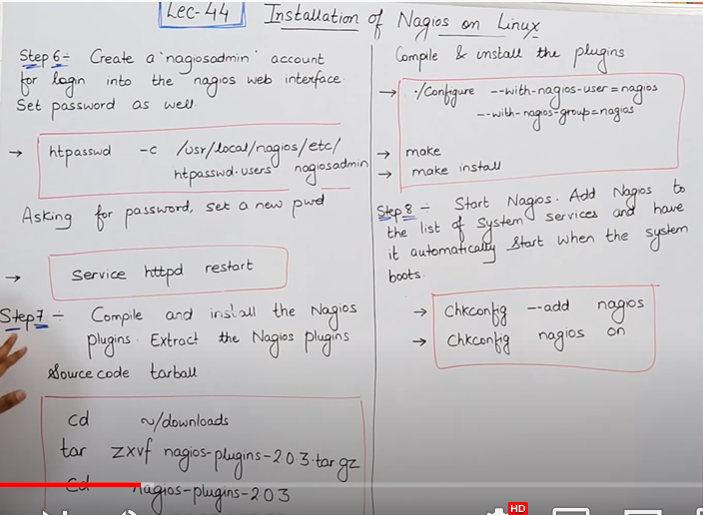 Lec-44 Installation of Nagios on Linux
Step 6:- Create a 'nagiosadmin' account
for login into the nagios web interface.
Set password as well
→ htpasswd -c /usr/local/nagios/etc/
htpasswd.users nagiosadmin
Asking for password, set a new pwd
→ Service httpd restart
Step 7:- Compile and install the Nagios
plugins. Extract the Nagios plugins
source code tarball
cd ~/downloads
tar zxvf nagios-plugins-2.0.3.tar.gz
cd nagios-plugins-2.0.3
Compile & install the plugins
→ ./Configure --with-nagios-user=nagios
--with-nagios-group=nagios
→ make
→ make install
Step 8:- Start Nagios. Add Nagios to
the list of system services and have
it automatically start when the system
boots.
→ Chkconfig --add nagios
→ Chkconfig nagios on
HD